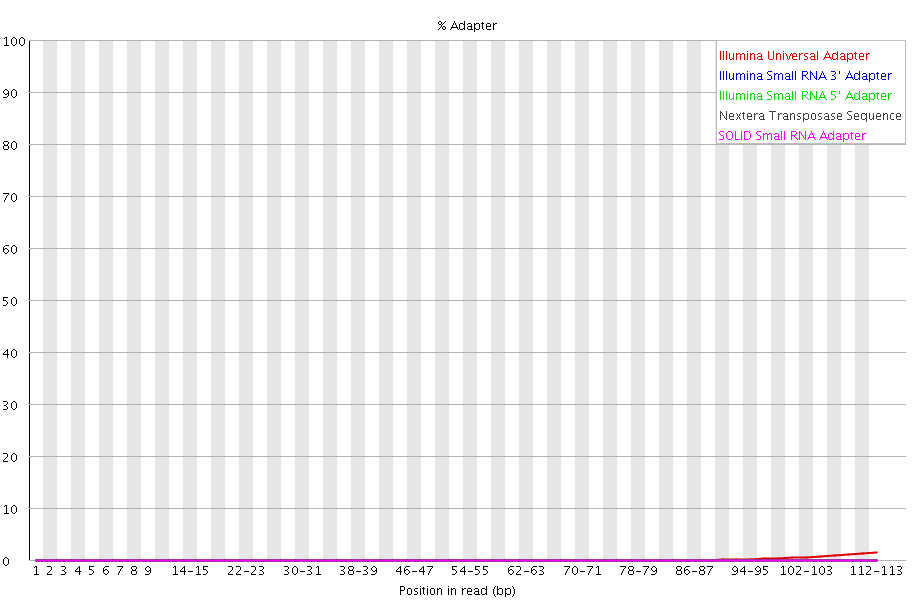 % Adapter
100
90
80
70
60
50
40
30
20
10
0
Illumina Universal Adapter
Illumina Small RNA 3' Adapter
Illumina Small RNA 5' Adapter
Nextera Transposase Sequence
SOLID Small RNA Adapter
1 2 3 4 5 6 7 8 9 14-15 22-23 30-31 38-39 46-47 54-55 62-63 70-71 78-79 86-87 94-95 102-103 112-113
Position in read (bp)